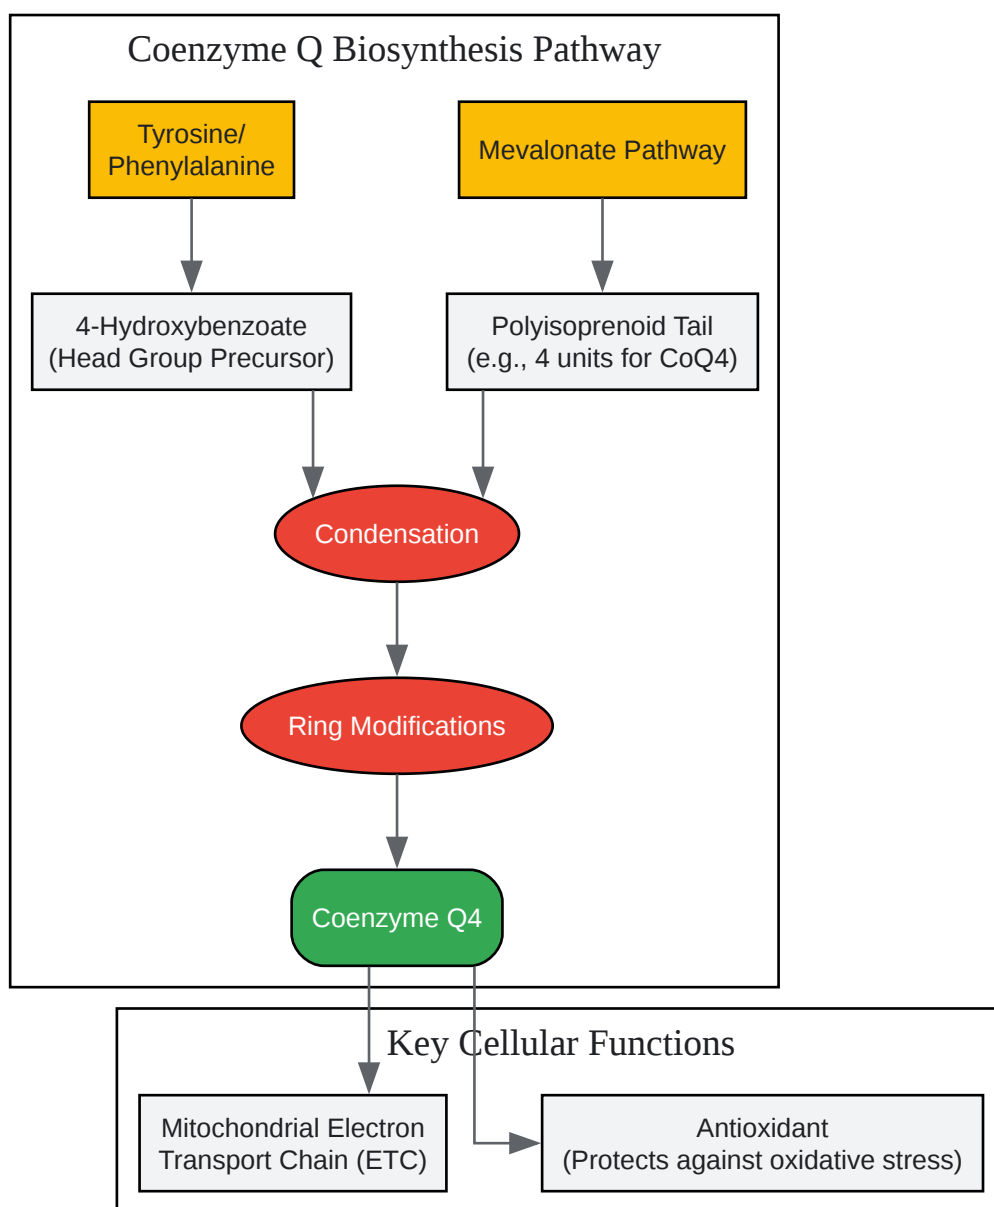 Coenzyme Q Biosynthesis Pathway
Tyrosine/
Phenylalanine
Mevalonate Pathway
4-Hydroxybenzoate
(Head Group Precursor)
Polyisoprenoid Tail
(e.g., 4 units for CoQ4)
Condensation
Ring Modifications
Coenzyme Q4
Key Cellular Functions
Mitochondrial Electron
Transport Chain (ETC)
Antioxidant
(Protects against oxidative stress)